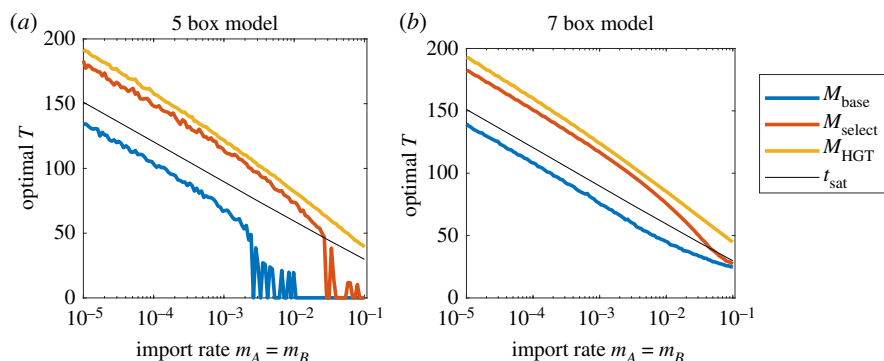 (a) 5 box model
200
150
100
50
0
optimal T
10⁻⁵ 10⁻⁴ 10⁻³ 10⁻² 10⁻¹
import rate m_A = m_B
(b) 7 box model
200
150
100
50
0
optimal T
10⁻⁵ 10⁻⁴ 10⁻³ 10⁻² 10⁻¹
import rate m_A = m_B
M_base
M_select
M_HGT
t_sat